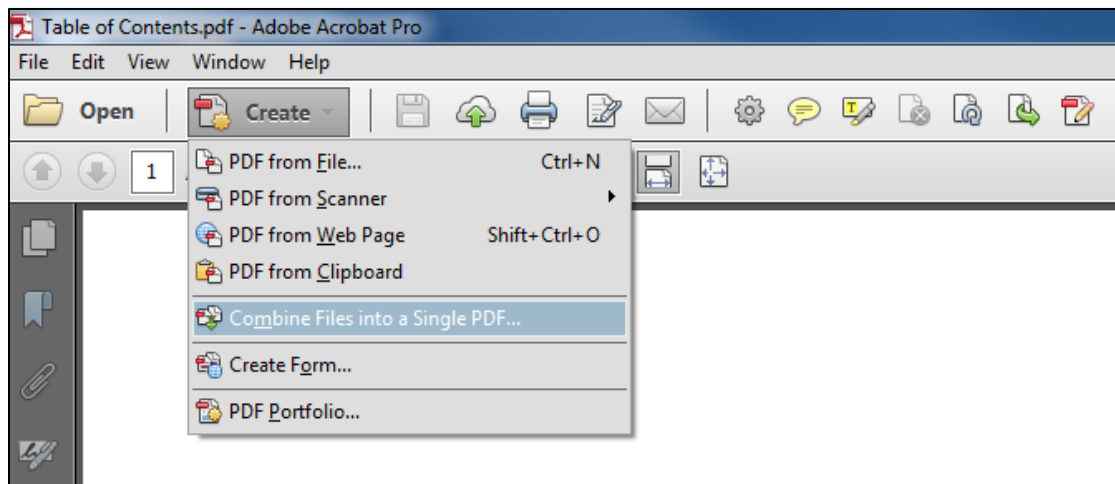 Table of Contents.pdf - Adobe Acrobat Pro
File Edit View Window Help
Open Create
1
PDF from File... Ctrl+N
PDF from Scanner
PDF from Web Page Shift+Ctrl+O
PDF from Clipboard
Combine Files into a Single PDF...
Create Form...
PDF Portfolio...